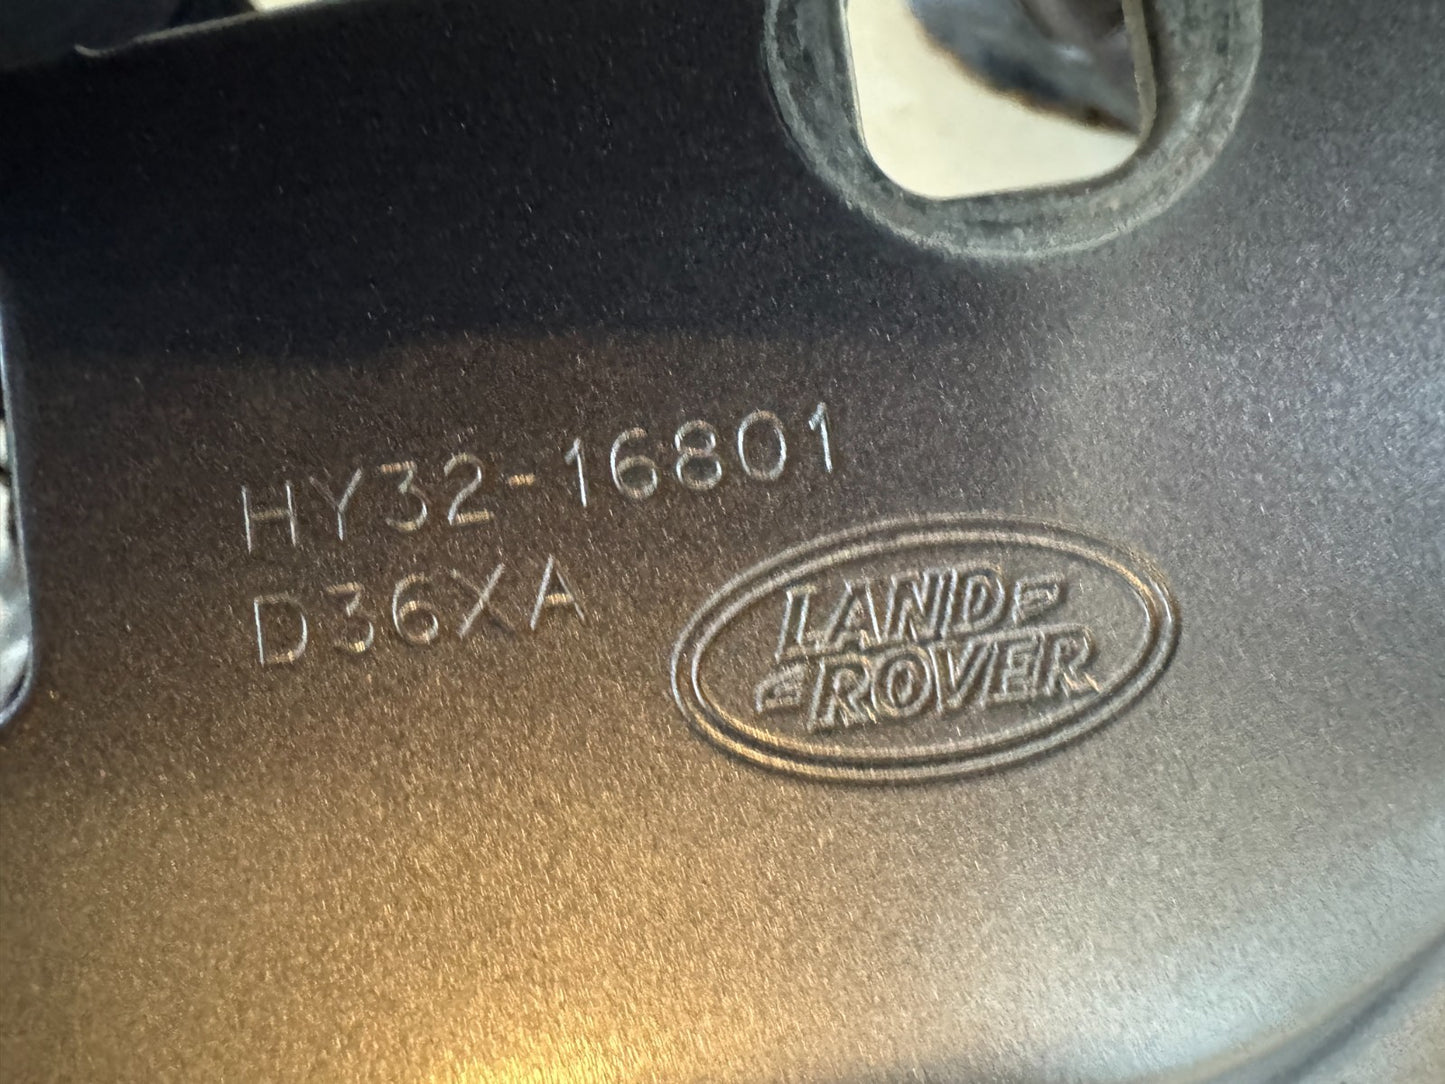 HY32-16801
D36XA
LAND
ROVER